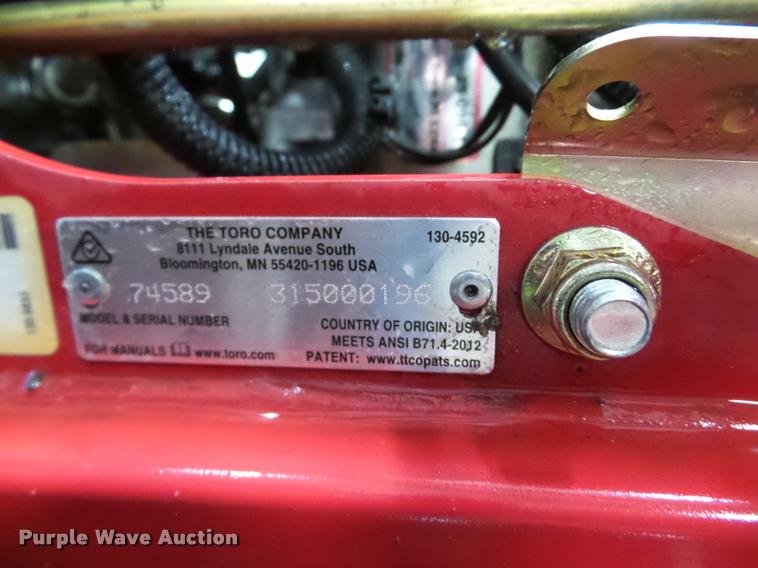 THE TORO COMPANY 130-4592
8111 Lyndale Avenue South
Bloomington, MN 55420-1196 USA
74589 315000196
MODEL & SERIAL NUMBER
COUNTRY OF ORIGIN: USA
MEETS ANSI B71.4-2012
FOR MANUALS www.toro.com
PATENT: www.ttcopats.com
Purple Wave Auction